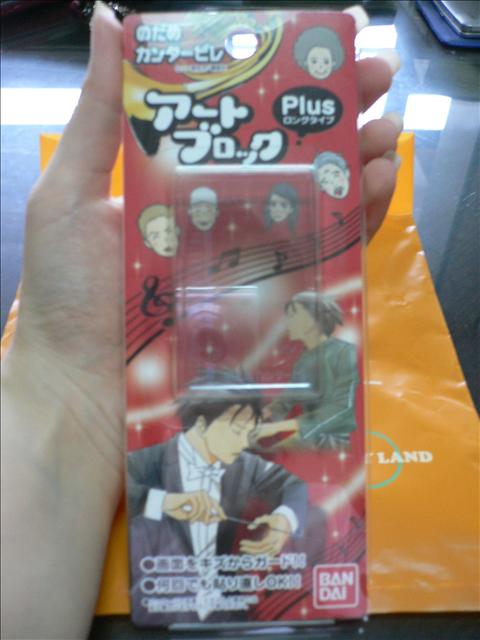 のだめ
カンタービレ
アート
ブロック
Plus
ロングタイプ
●画面をキズからガード!!
●何回でも貼り直しOK!!
BAN
DAI
LAND